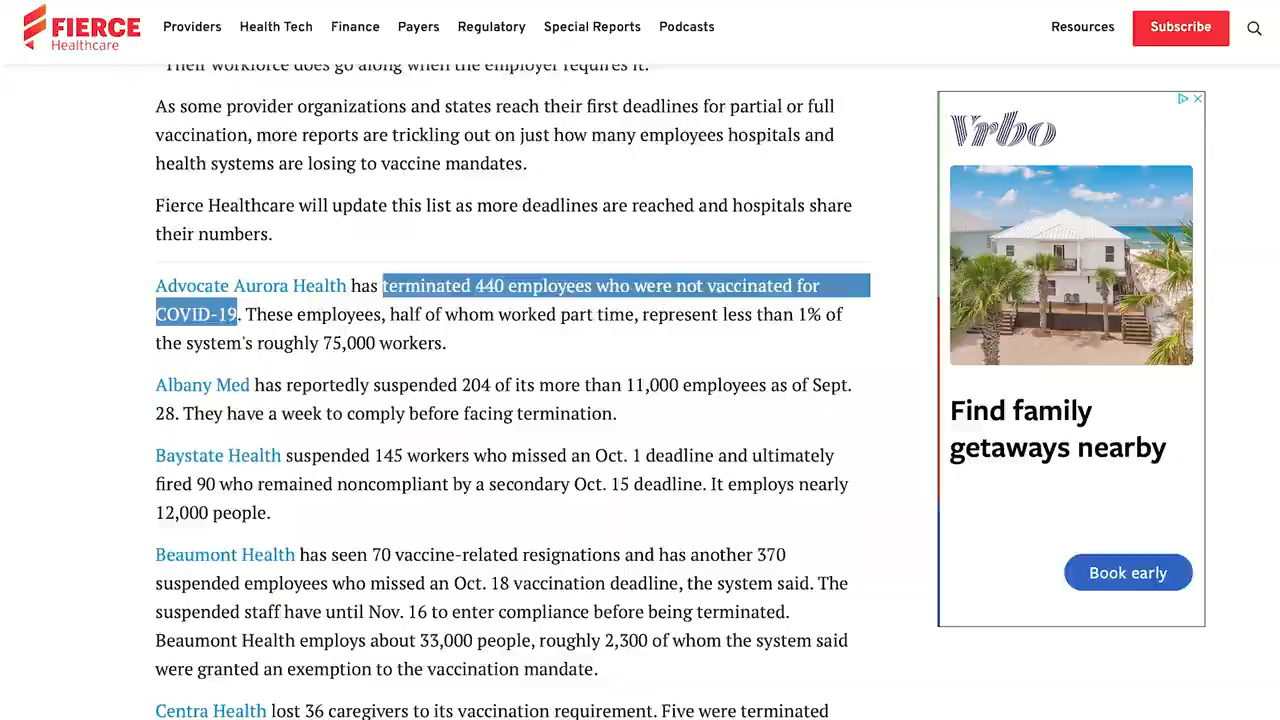 FIERCE
Healthcare
Providers Health Tech Finance Payers Regulatory Special Reports Podcasts Resources Subscribe
"Their workforce does go along when the employer requires it."
As some provider organizations and states reach their first deadlines for partial or full
vaccination, more reports are trickling out on just how many employees hospitals and
health systems are losing to vaccine mandates.
Fierce Healthcare will update this list as more deadlines are reached and hospitals share
their numbers.
Advocate Aurora Health has terminated 440 employees who were not vaccinated for
COVID-19. These employees, half of whom worked part time, represent less than 1% of
the system's roughly 75,000 workers.
Albany Med has reportedly suspended 204 of its more than 11,000 employees as of Sept.
28. They have a week to comply before facing termination.
Baystate Health suspended 145 workers who missed an Oct. 1 deadline and ultimately
fired 90 who remained noncompliant by a secondary Oct. 15 deadline. It employs nearly
12,000 people.
Beaumont Health has seen 70 vaccine-related resignations and has another 370
suspended employees who missed an Oct. 18 vaccination deadline, the system said. The
suspended staff have until Nov. 16 to enter compliance before being terminated.
Beaumont Health employs about 33,000 people, roughly 2,300 of whom the system said
were granted an exemption to the vaccination mandate.
Centra Health lost 36 caregivers to its vaccination requirement. Five were terminated
Vrbo
Find family
getaways nearby
Book early